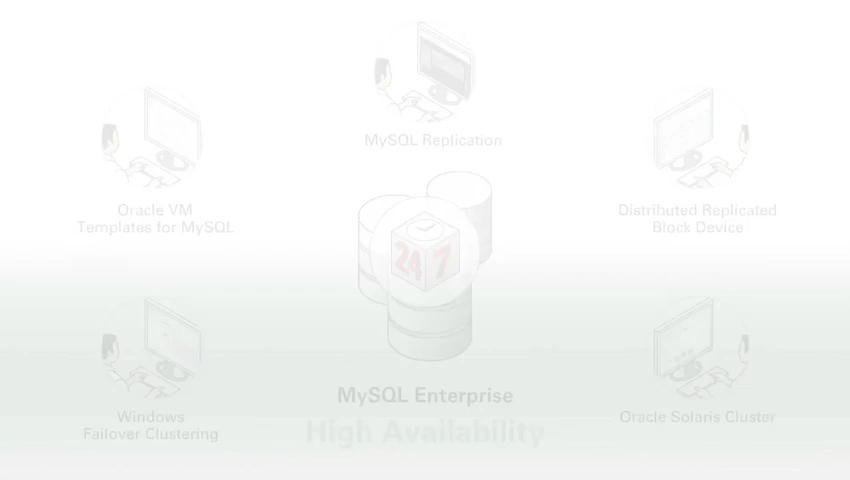 MySQL Replication
Oracle VM
Templates for MySQL
Distributed Replicated
Block Device
24 7
Windows
Failover Clustering
MySQL Enterprise
High Availability
Oracle Solaris Cluster